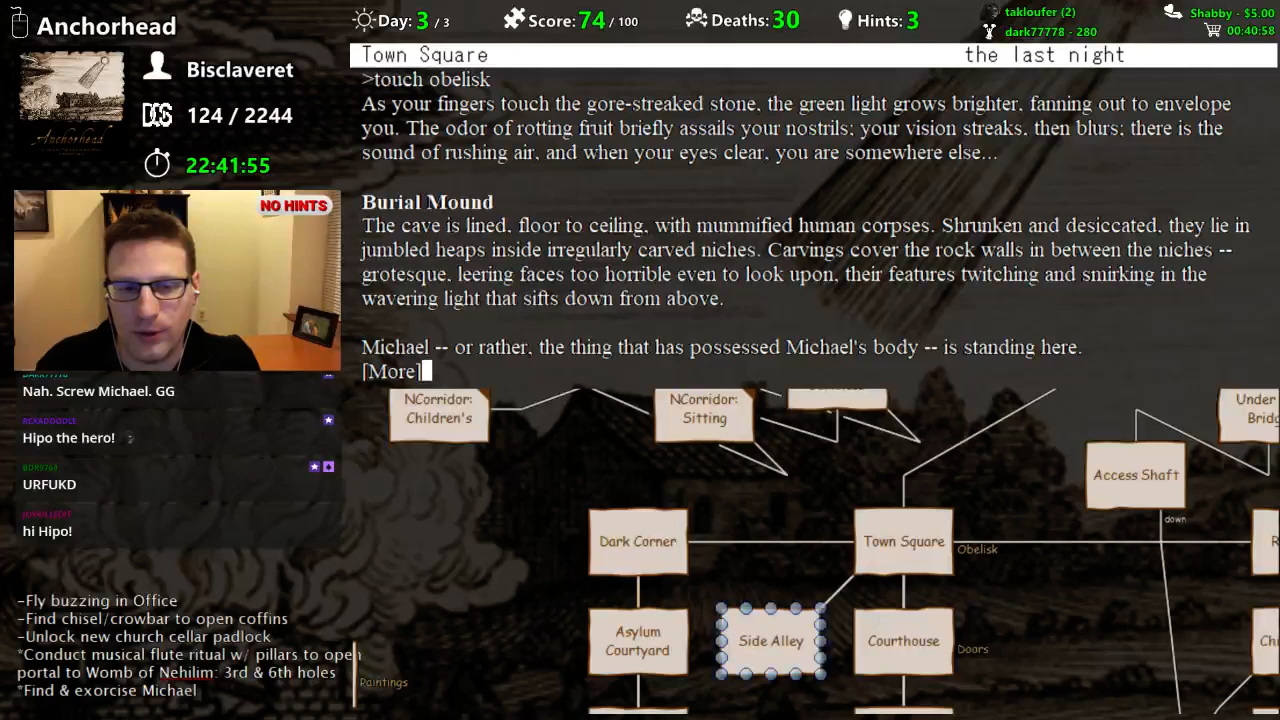 Anchorhead
Day: 3 / 3
Score: 74 / 100
Deaths: 30
Hints: 3
takloufer (2)
dark77778 - 280
Shabby - $5.00
00:40:58
Anchorhead
Bisclaveret
124 / 2244
22:41:55
NO HINTS
Nah. Screw Michael. GG
REXADOODLE
Hipo the hero!
BDR9764
URFUKD
hi Hipo!
-Fly buzzing in Office
-Find chisel/crowbar to open coffins
-Unlock new church cellar padlock
*Conduct musical flute ritual w/ pillars to open
portal to Womb of Nehilim: 3rd & 6th holes
*Find & exorcise Michael
Town Square the last night
>touch obelisk
As your fingers touch the gore-streaked stone, the green light grows brighter, fanning out to envelope
you. The odor of rotting fruit briefly assails your nostrils; your vision streaks, then blurs; there is the
sound of rushing air, and when your eyes clear, you are somewhere else...
Burial Mound
The cave is lined, floor to ceiling, with mummified human corpses. Shrunken and desiccated, they lie in
jumbled heaps inside irregularly carved niches. Carvings cover the rock walls in between the niches --
grotesque, leering faces too horrible even to look upon, their features twitching and smirking in the
wavering light that sifts down from above.
Michael -- or rather, the thing that has possessed Michael's body -- is standing here.
[More]
NCorridor:
Children's
NCorridor:
Sitting
Under
Bridg
Access Shaft
down
Dark Corner
Town Square
Obelisk
R
Asylum
Courtyard
Side Alley
Courthouse
Doors
Ch
Paintings